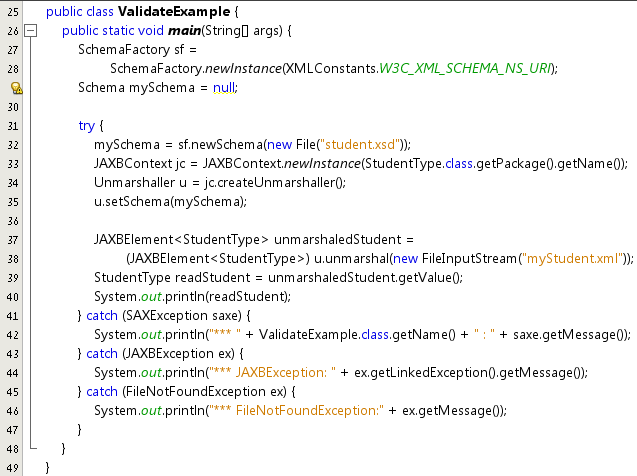 25 public class ValidateExample {
26 public static void main(String[] args) {
27 SchemaFactory sf =
28 SchemaFactory.newInstance(XMLConstants.W3C_XML_SCHEMA_NS_URI);
Schema mySchema = null;
30
31 try {
32 mySchema = sf.newSchema(new File("student.xsd"));
33 JAXBContext jc = JAXBContext.newInstance(StudentType.class.getPackage().getName());
34 Unmarshaller u = jc.createUnmarshaller();
35 u.setSchema(mySchema);
36
37 JAXBElement<StudentType> unmarshaledStudent =
38 (JAXBElement<StudentType>) u.unmarshal(new FileInputStream("myStudent.xml"));
39 StudentType readStudent = unmarshaledStudent.getValue();
40 System.out.println(readStudent);
41 } catch (SAXException saxe) {
42 System.out.println("*** " + ValidateExample.class.getName() + " : " + saxe.getMessage());
43 } catch (JAXBException ex) {
44 System.out.println("*** JAXBException: " + ex.getLinkedException().getMessage());
45 } catch (FileNotFoundException ex) {
46 System.out.println("*** FileNotFoundException:" + ex.getMessage());
47 }
48 }
49 }